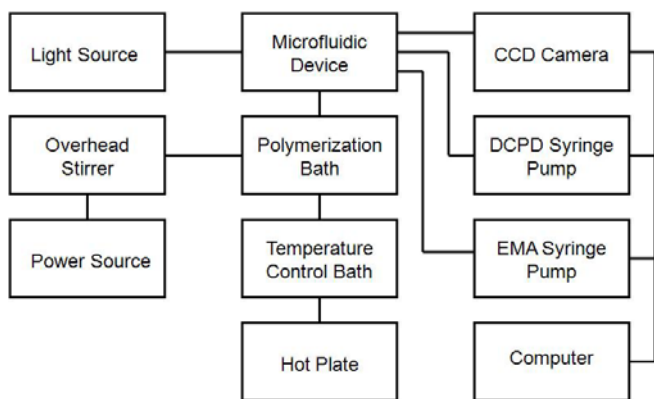 Light Source
Microfluidic
Device
CCD Camera
Overhead
Stirrer
Polymerization
Bath
DCPD Syringe
Pump
Power Source
Temperature
Control Bath
EMA Syringe
Pump
Hot Plate
Computer